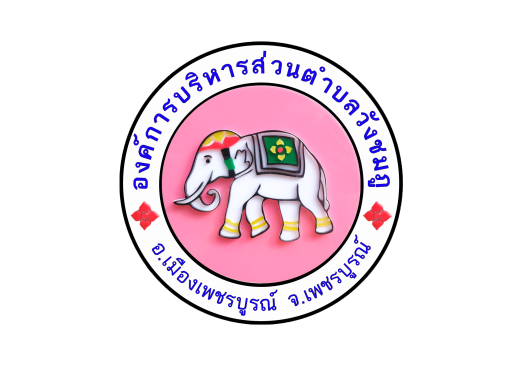 องค์การบริหารส่วนตำบลวังชมภู
อ.เมืองเพชรบูรณ์ จ.เพชรบูรณ์